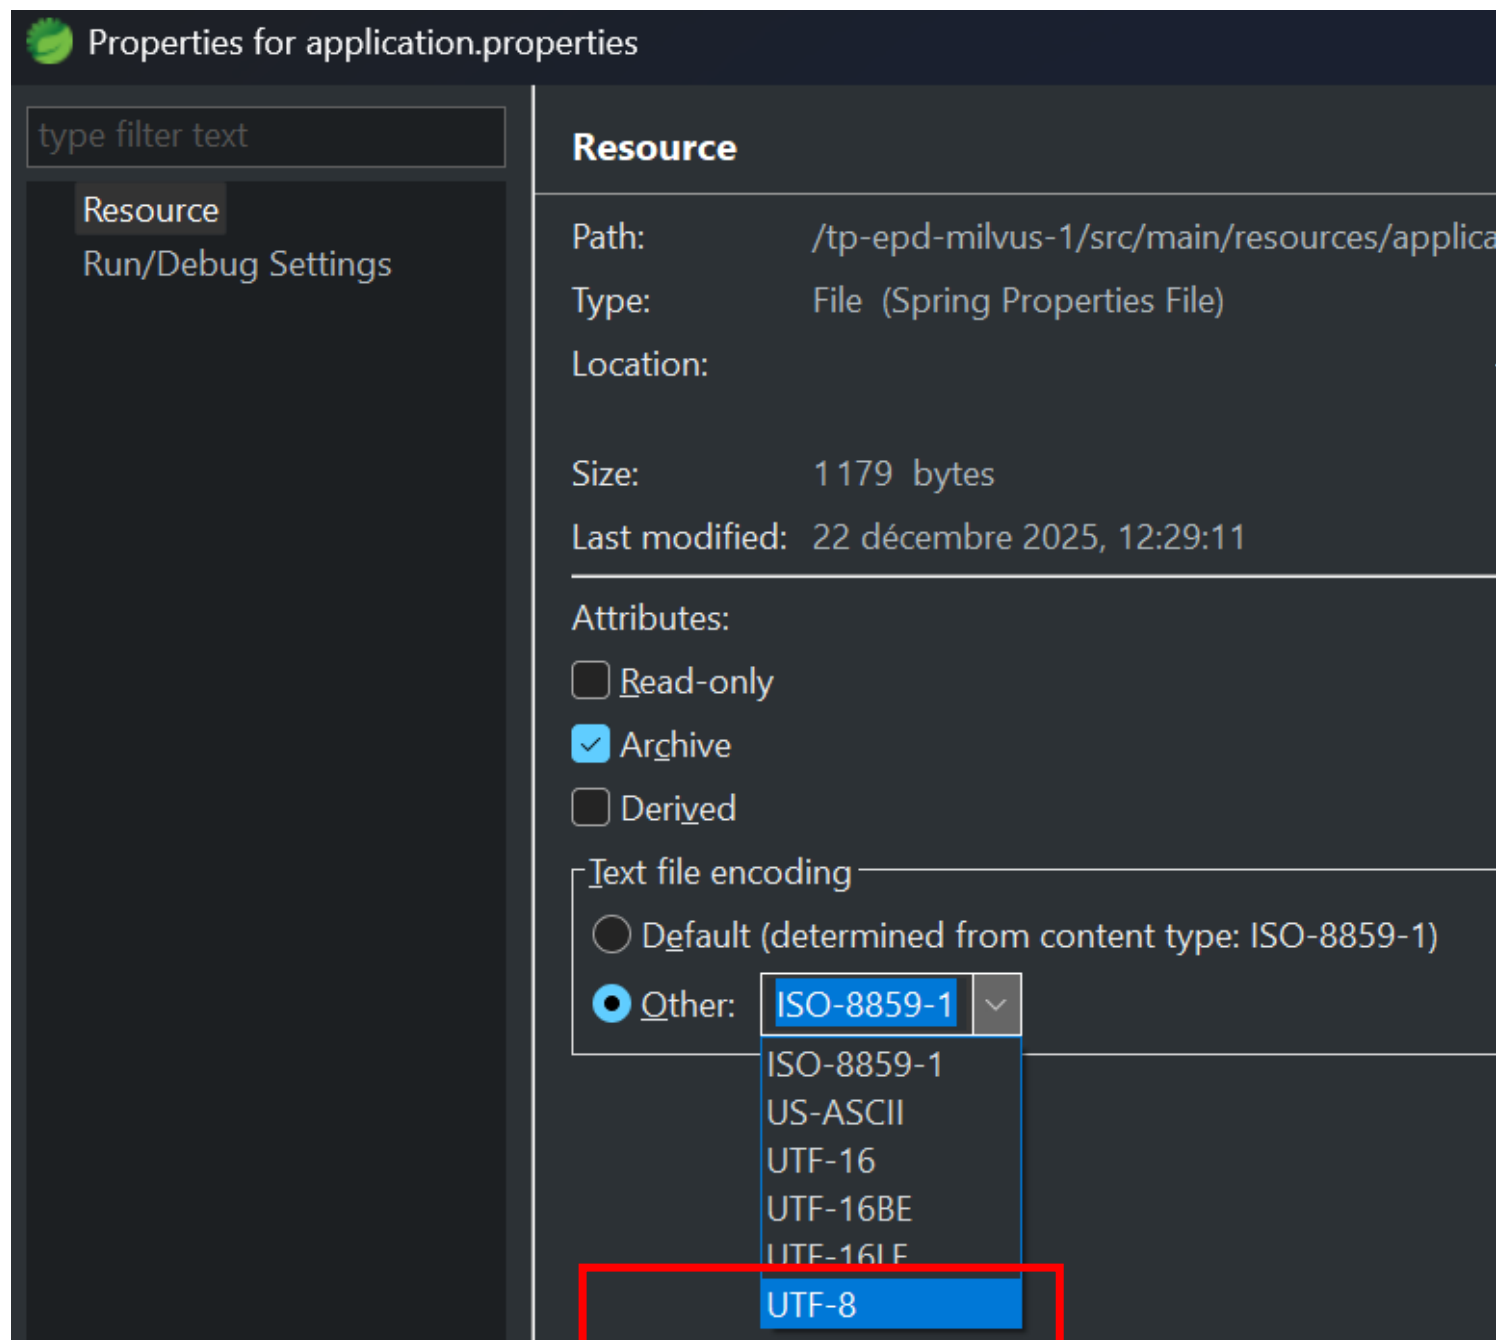 Properties for application.properties
type filter text
Resource
Run/Debug Settings
Resource
Path: /tp-epd-milvus-1/src/main/resources/applica
Type: File (Spring Properties File)
Location:
Size: 1 179 bytes
Last modified: 22 décembre 2025, 12:29:11
Attributes:
Read-only
Archive
Derived
Text file encoding
Default (determined from content type: ISO-8859-1)
Other: ISO-8859-1
ISO-8859-1
US-ASCII
UTF-16
UTF-16BE
UTF-16LE
UTF-8